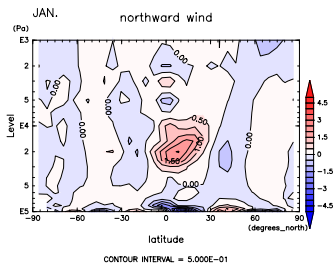 JAN.
northward wind
(Pa)
E3
2
5
E4
2
5
E5
Level
0.00
0.00
0.00
0.50
1.00
1.50
0.00
0.00
4.5
3
1.5
0
−1.5
−3
−4.5
−90 −60 −30 0 30 60 90
(degrees_north)
latitude
CONTOUR INTERVAL = 5.000E−01